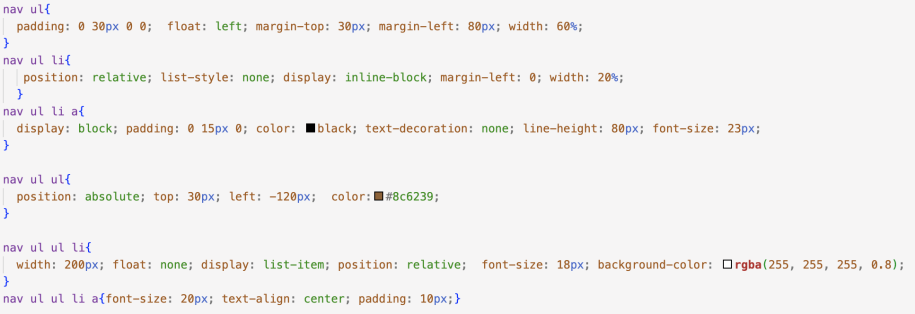 nav ul{
padding: 0 30px 0 0; float: left; margin-top: 30px; margin-left: 80px; width: 60%;
}
nav ul li{
position: relative; list-style: none; display: inline-block; margin-left: 0; width: 20%;
}
nav ul li a{
display: block; padding: 0 15px 0; color: black; text-decoration: none; line-height: 80px; font-size: 23px;
}
nav ul ul{
position: absolute; top: 30px; left: -120px; color:#8c6239;
}
nav ul ul li{
width: 200px; float: none; display: list-item; position: relative; font-size: 18px; background-color: rgba(255, 255, 255, 0.8);
}
nav ul ul li a{font-size: 20px; text-align: center; padding: 10px;}